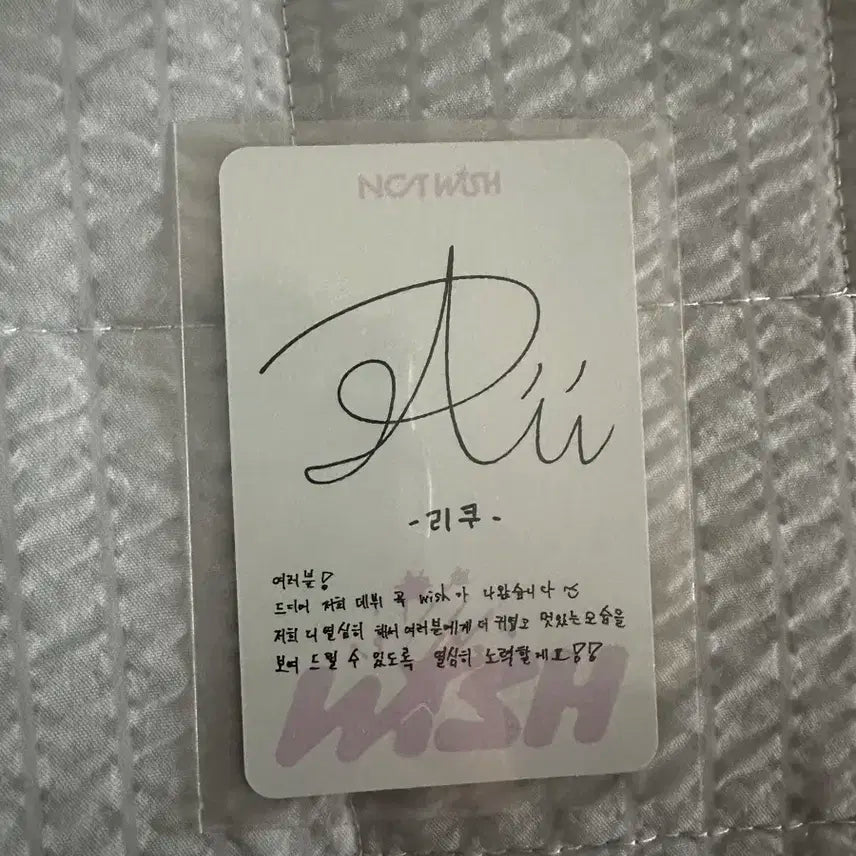 NCT WISH
-리쿠-
여러분!
드디어 저희 데뷔 곡 wish가 나왔습니다
저희 더 열심히 해서 여러분에게 더 귀엽고 멋있는 모습을
보여 드릴 수 있도록 열심히 노력할게요!!
WISH